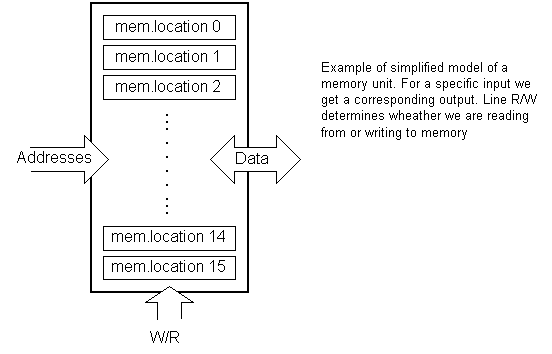 mem.location 0
mem.location 1
mem.location 2
Addresses
Data
mem.location 14
mem.location 15
W/R
Example of simplified model of a
memory unit. For a specific input we
get a corresponding output. Line R/W
determines wheather we are reading
from or writing to memory